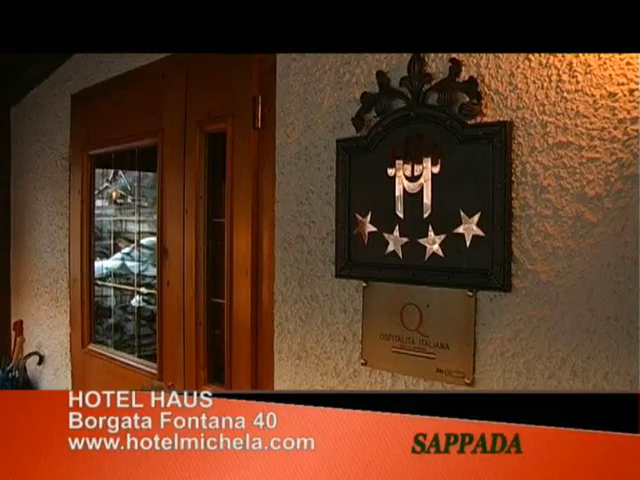 H
Q
OSPITALITÀ ITALIANA
HOTEL HAUS
Borgata Fontana 40
www.hotelmichela.com
SAPPADA